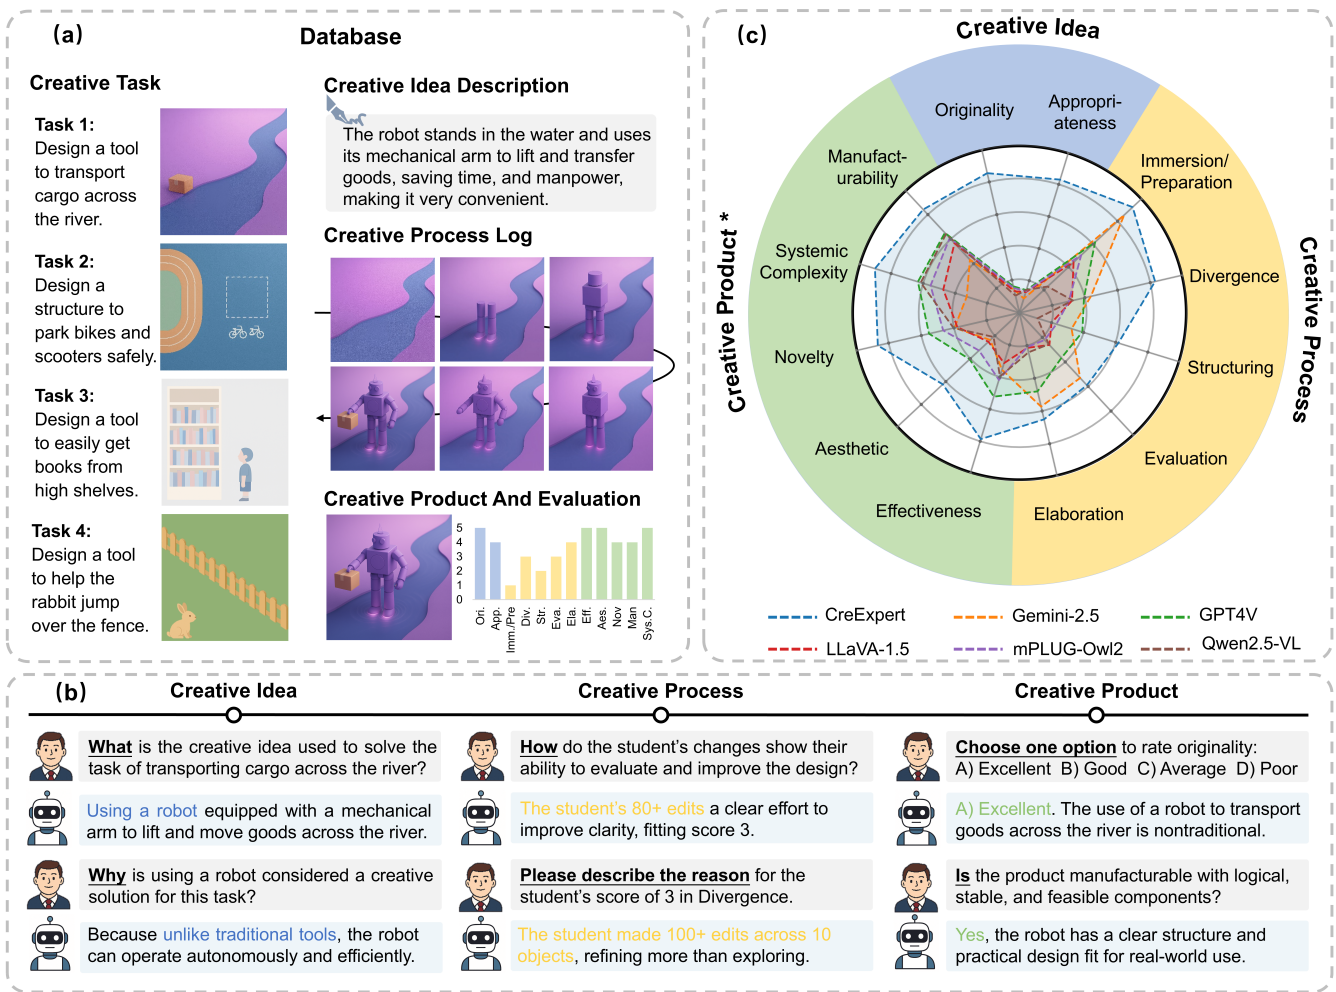 (a)
Database
Creative Task
Task 1:
Design a tool
to transport
cargo across
the river.
Task 2:
Design a
structure to
park bikes and
scooters safely.
Task 3:
Design a tool
to easily get
books from
high shelves.
Task 4:
Design a tool
to help the
rabbit jump
over the fence.
Creative Idea Description
The robot stands in the water and uses
its mechanical arm to lift and transfer
goods, saving time, and manpower,
making it very convenient.
Creative Process Log
Creative Product And Evaluation
5
4
3
2
1
0
Ori.
App.
Imm./Pre
Div.
Str.
Eva.
Ela.
Eff.
Aes.
Nov
Man
Sys.C.
(c)
Creative Idea
Creative Process
Creative Product *
Originality
Appropri-
ateness
Immersion/
Preparation
Divergence
Structuring
Evaluation
Elaboration
Effectiveness
Aesthetic
Novelty
Systemic
Complexity
Manufact-
urability
CreExpert
Gemini-2.5
GPT4V
LLaVA-1.5
mPLUG-Owl2
Qwen2.5-VL
(b)
Creative Idea
Creative Process
Creative Product
What is the creative idea used to solve the
task of transporting cargo across the river?
Using a robot equipped with a mechanical
arm to lift and move goods across the river.
Why is using a robot considered a creative
solution for this task?
Because unlike traditional tools, the robot
can operate autonomously and efficiently.
How do the student's changes show their
ability to evaluate and improve the design?
The student's 80+ edits a clear effort to
improve clarity, fitting score 3.
Please describe the reason for the
student's score of 3 in Divergence.
The student made 100+ edits across 10
objects, refining more than exploring.
Choose one option to rate originality:
A) Excellent B) Good C) Average D) Poor
A) Excellent. The use of a robot to transport
goods across the river is nontraditional.
Is the product manufacturable with logical,
stable, and feasible components?
Yes, the robot has a clear structure and
practical design fit for real-world use.